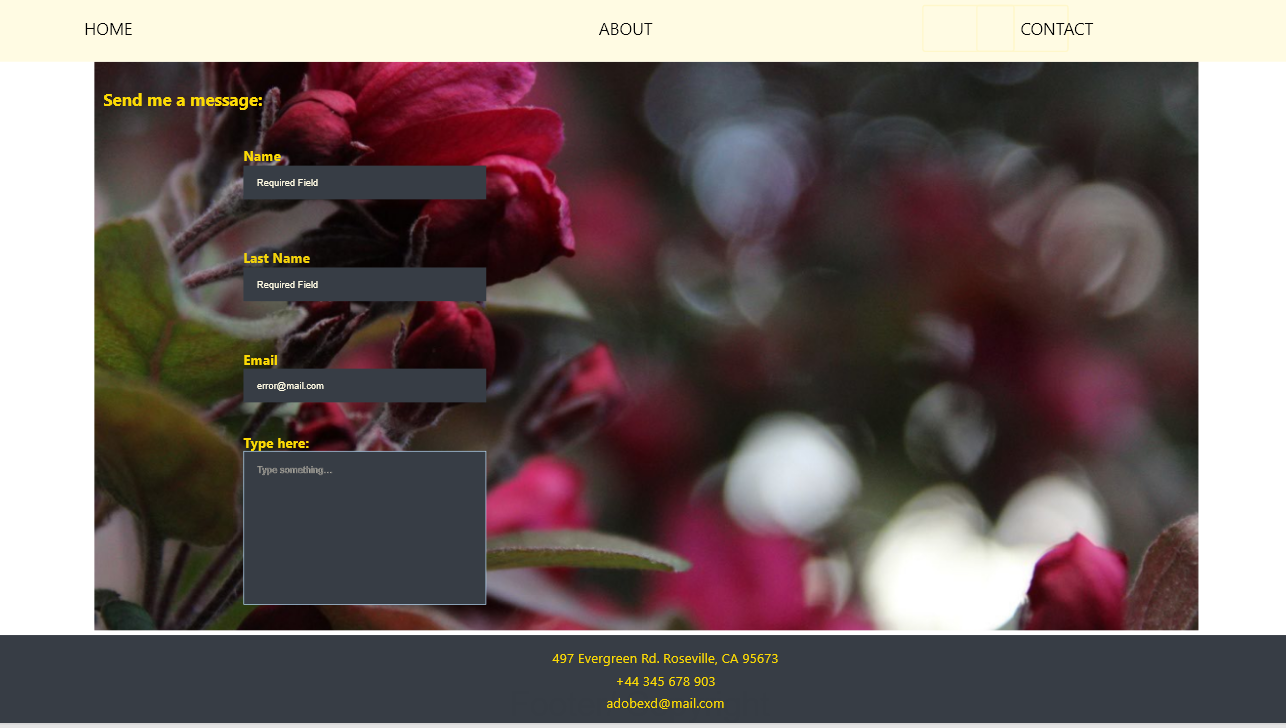 HOME ABOUT CONTACT
Send me a message:
Name
Required Field
Last Name
Required Field
Email
error@mail.com
Type here:
Type something...
497 Evergreen Rd. Roseville, CA 95673
+44 345 678 903
adobexd@mail.com